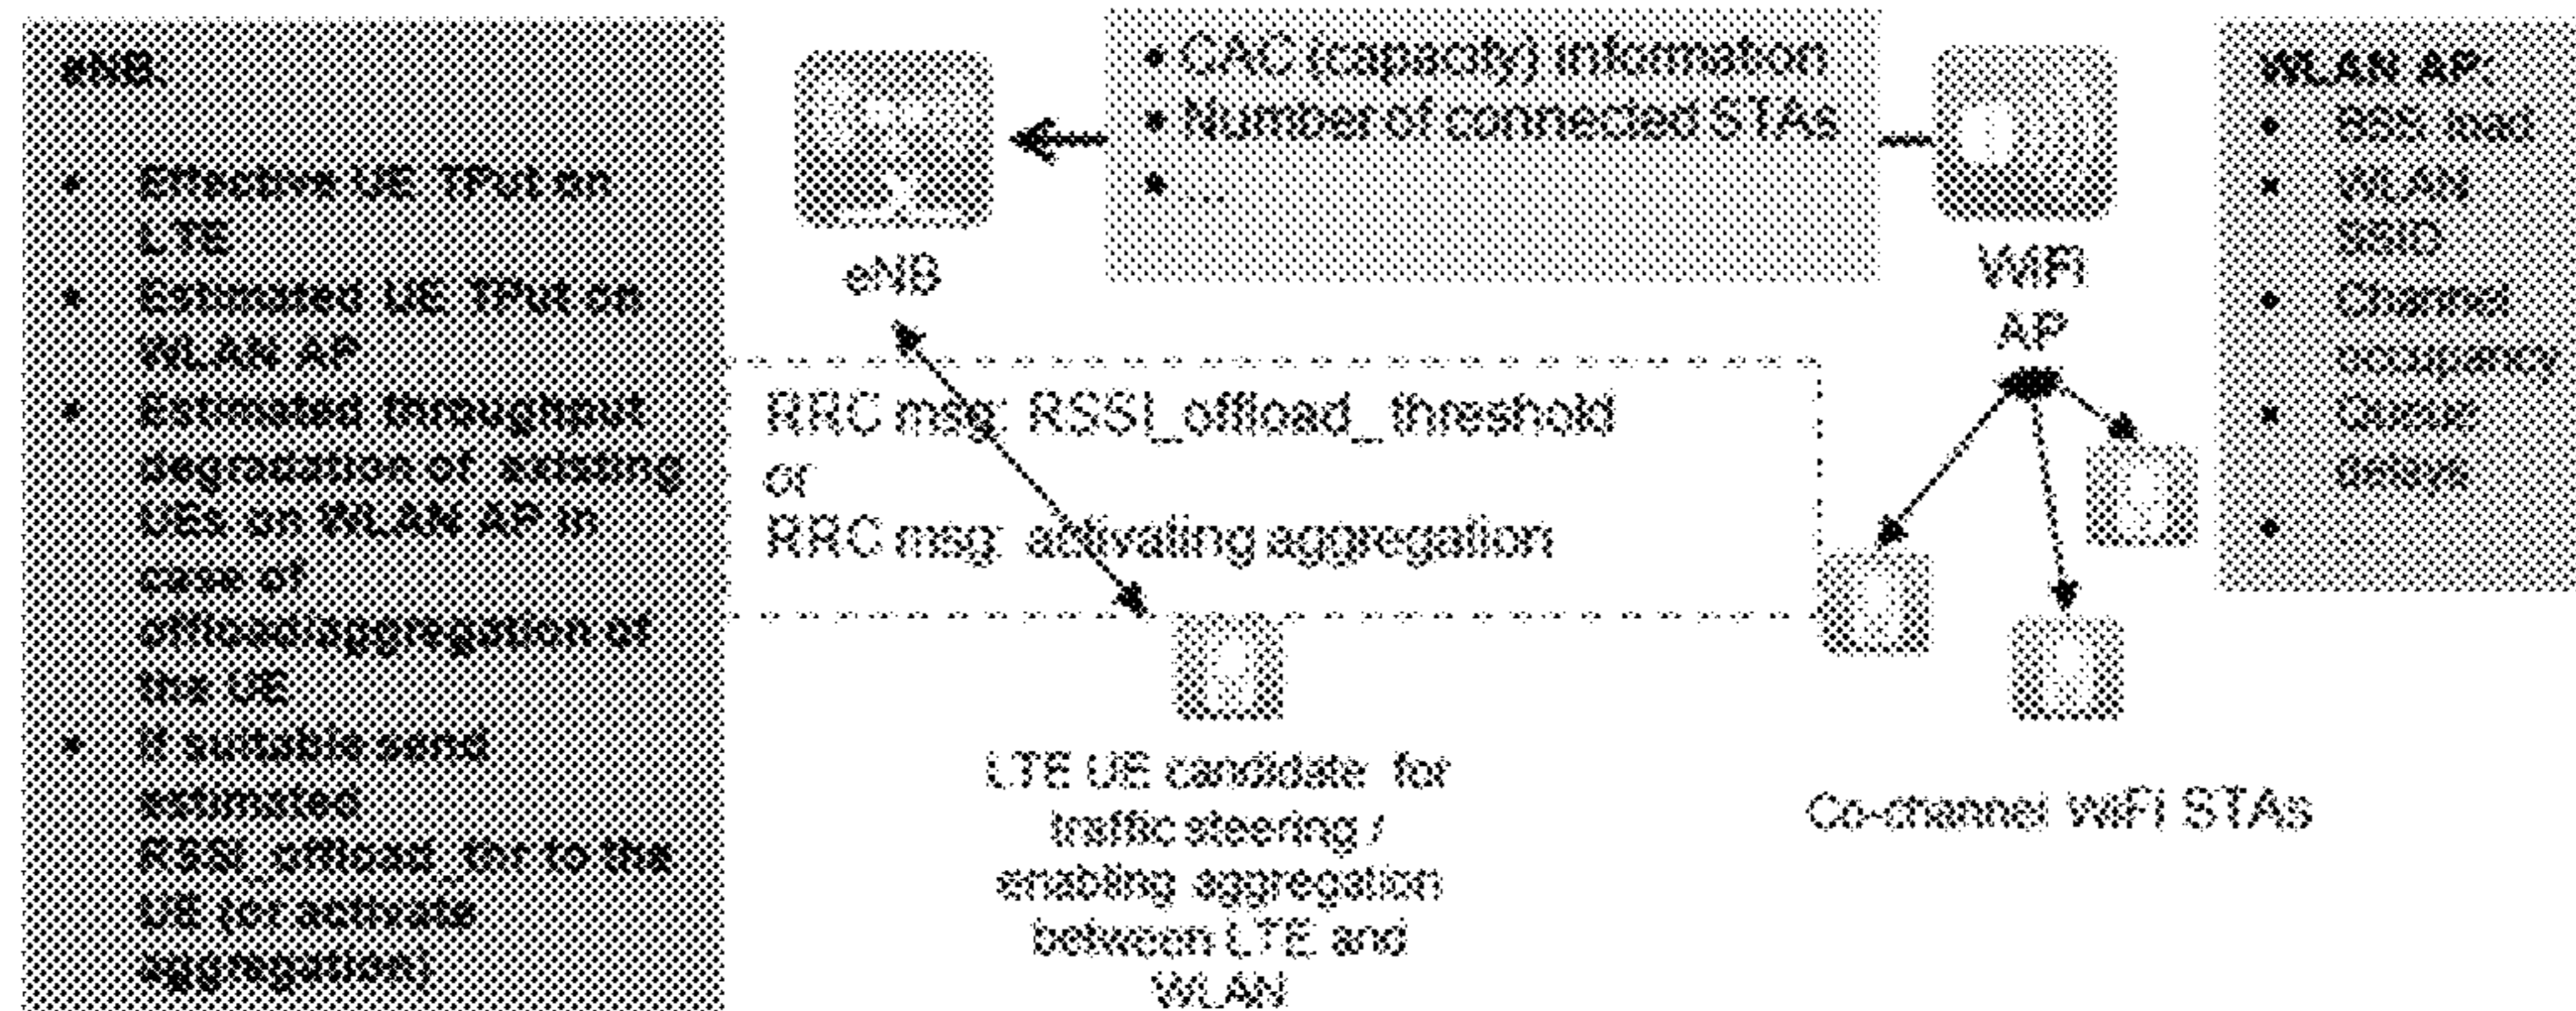 eNB:
• Effective UE TPut on
LTE
• Estimated UE TPut on
WLAN AP
• Estimated throughput
degradation of existing
UEs on WLAN AP in
case of
offload/aggregation of
the UE
• If suitable send
estimated
RSSI_offload_thr to the
UE (or activate
aggregation)
eNB
• CAC (capacity) information
• Number of connected STAs
• ...
WiFi
AP
RRC msg: RSSI_offload_ threshold
or
RRC msg: activating aggregation
LTE UE candidate for
traffic steering /
enabling aggregation
between LTE and
WLAN
Co-channel WiFi STAs
WLAN AP:
• BSS load
• WLAN
SSID
• Channel
occupancy
• Queue
delays
•